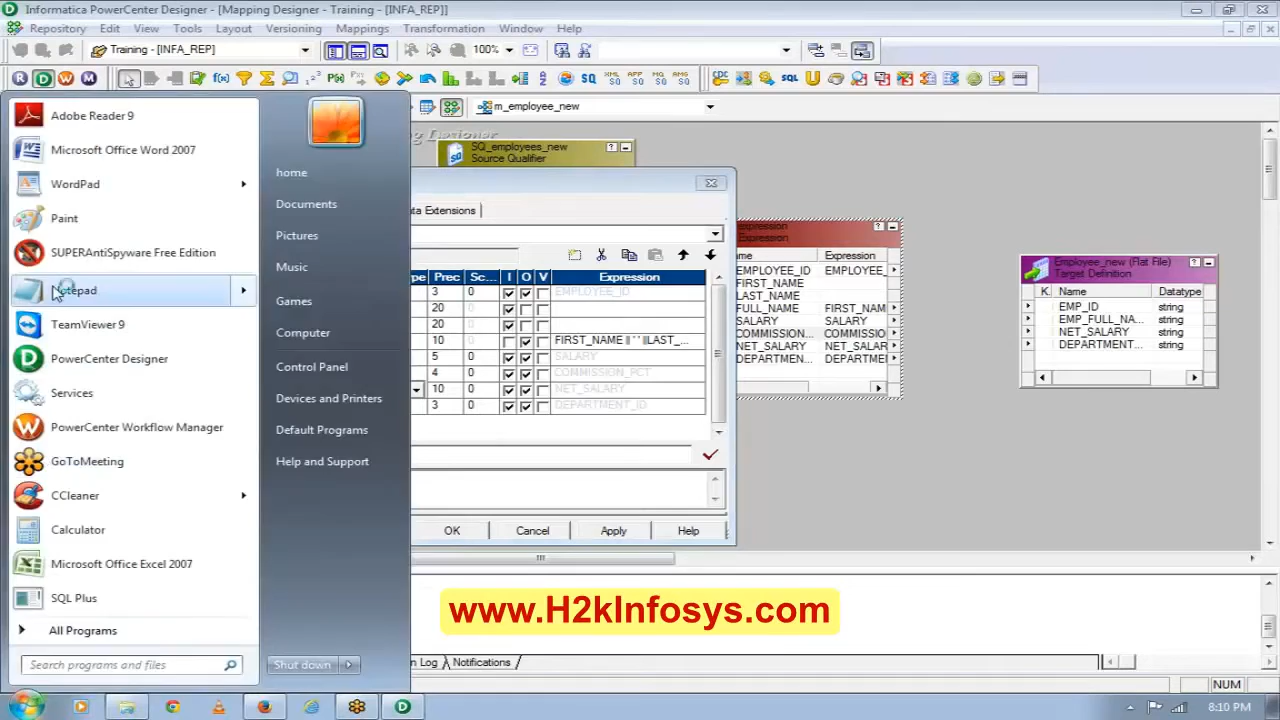 Informatica PowerCenter Designer - [Mapping Designer - Training - [INFA_REP]]
Repository Edit View Tools Layout Versioning Mappings Transformation Window Help
Training - [INFA_REP]
100%
m_employee_new
Adobe Reader 9
Microsoft Office Word 2007
WordPad
Paint
SUPERAntiSpyware Free Edition
TeamViewer 9
PowerCenter Designer
Services
PowerCenter Workflow Manager
GoToMeeting
CCleaner
Calculator
Microsoft Office Excel 2007
SQL Plus
All Programs
Search programs and files
home
Documents
Pictures
Music
Games
Computer
Control Panel
Devices and Printers
Default Programs
Help and Support
Shut down
SQ_employees_new
Source Qualifier
Extensions
Prec Sc... I O V Expression
3 0 EMPLOYEE_ID
20 0
20 0
10 0 FIRST_NAME||' '||LAST_...
5 0 SALARY
4 0 COMMISSION_PCT
10 0 NET_SALARY
3 0 DEPARTMENT_ID
OK Cancel Apply Help
Expression
EMPLOYEE_ID EMPLOYEE_
FIRST_NAME
LAST_NAME
FULL_NAME FIRST_NAM
SALARY SALARY
COMMISSION... COMMISSIO
NET_SALARY NET_SALAR
DEPARTMEN... DEPARTMEN
Employee_new (Flat File)
Target Definition
K. Name Datatype
EMP_ID string
EMP_FULL_NA... string
NET_SALARY string
DEPARTMENT... string
www.H2kInfosys.com
Log Notifications
NUM
8:10 PM